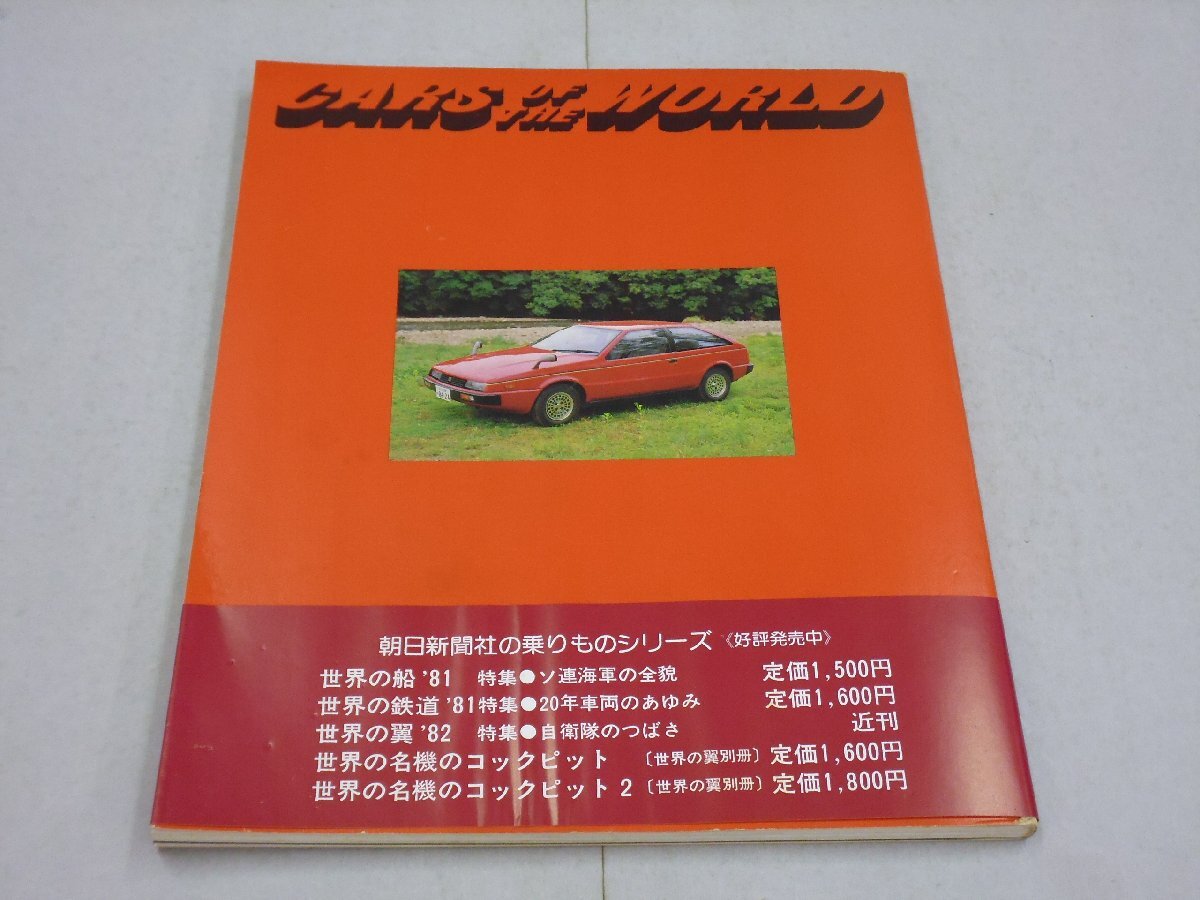 CARS OF THE WORLD
朝日新聞社の乗りものシリーズ《好評発売中》
世界の船 '81 特集●ソ連海軍の全貌 定価1,500円
世界の鉄道 '81 特集●20年車両のあゆみ 定価1,600円
世界の翼 '82 特集●自衛隊のつばさ 近刊
世界の名機のコックピット 〔世界の翼別冊〕 定価1,600円
世界の名機のコックピット 2 〔世界の翼別冊〕 定価1,800円